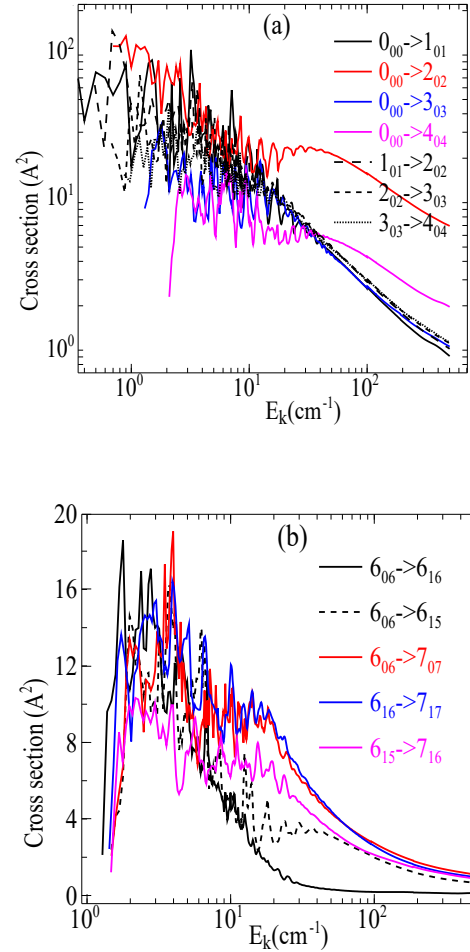 (a)
10²
10¹
10⁰
Cross section (A²)
0₀₀->1₀₁
0₀₀->2₀₂
0₀₀->3₀₃
0₀₀->4₀₄
1₀₁->2₀₂
2₀₂->3₀₃
3₀₃->4₀₄
10⁰ 10¹ 10²
Eₖ(cm⁻¹)
(b)
20
16
12
8
4
0
Cross section (A²)
6₀₆->6₁₆
6₀₆->6₁₅
6₀₆->7₀₇
6₁₆->7₁₇
6₁₅->7₁₆
10⁰ 10¹ 10²
Eₖ(cm⁻¹)